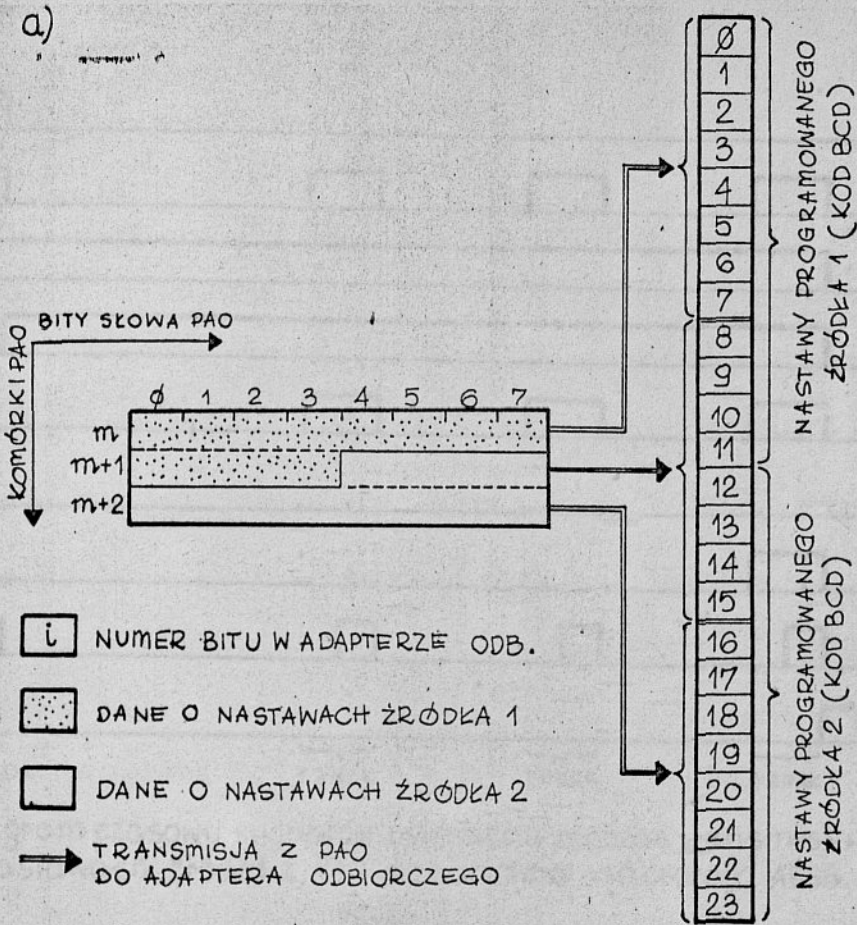 a)
BITY SŁOWA PAO
KOMÓRKI PAO
Ø 1 2 3 4 5 6 7
m
m+1
m+2
i NUMER BITU W ADAPTERZE ODB.
DANE O NASTAWACH ŹRÓDŁA 1
DANE O NASTAWACH ŹRÓDŁA 2
TRANSMISJA Z PAO
DO ADAPTERA ODBIORCZEGO
Ø
1
2
3
4
5
6
7
8
9
10
11
12
13
14
15
16
17
18
19
20
21
22
23
NASTAWY PROGRAMOWANEGO
ŹRÓDŁA 1 (KOD BCD)
NASTAWY PROGRAMOWANEGO
ŹRÓDŁA 2 (KOD BCD)